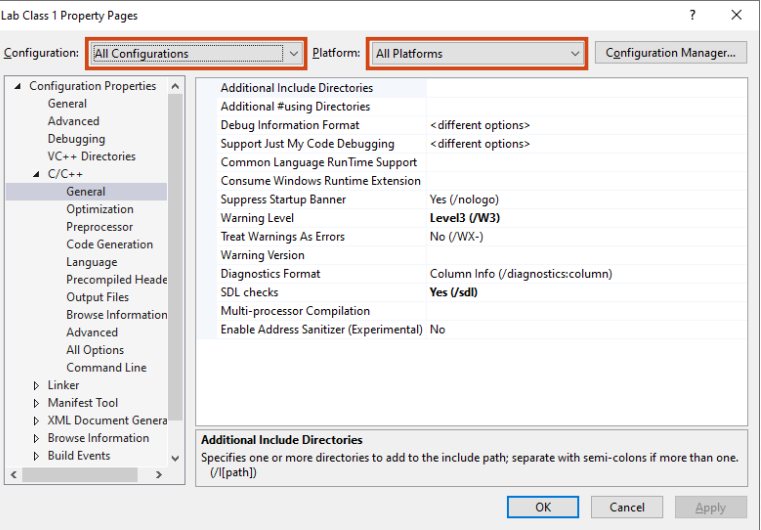 Lab Class 1 Property Pages
?
Configuration: All Configurations Platform: All Platforms Configuration Manager...
Configuration Properties
General
Advanced
Debugging
VC++ Directories
C/C++
General
Optimization
Preprocessor
Code Generation
Language
Precompiled Heade
Output Files
Browse Information
Advanced
All Options
Command Line
Linker
Manifest Tool
XML Document Genera
Browse Information
Build Events
Additional Include Directories
Additional #using Directories
Debug Information Format <different options>
Support Just My Code Debugging <different options>
Common Language RunTime Support
Consume Windows Runtime Extension
Suppress Startup Banner Yes (/nologo)
Warning Level Level3 (/W3)
Treat Warnings As Errors No (/WX-)
Warning Version
Diagnostics Format Column Info (/diagnostics:column)
SDL checks Yes (/sdl)
Multi-processor Compilation
Enable Address Sanitizer (Experimental) No
Additional Include Directories
Specifies one or more directories to add to the include path; separate with semi-colons if more than one.
(/I[path])
OK Cancel Apply